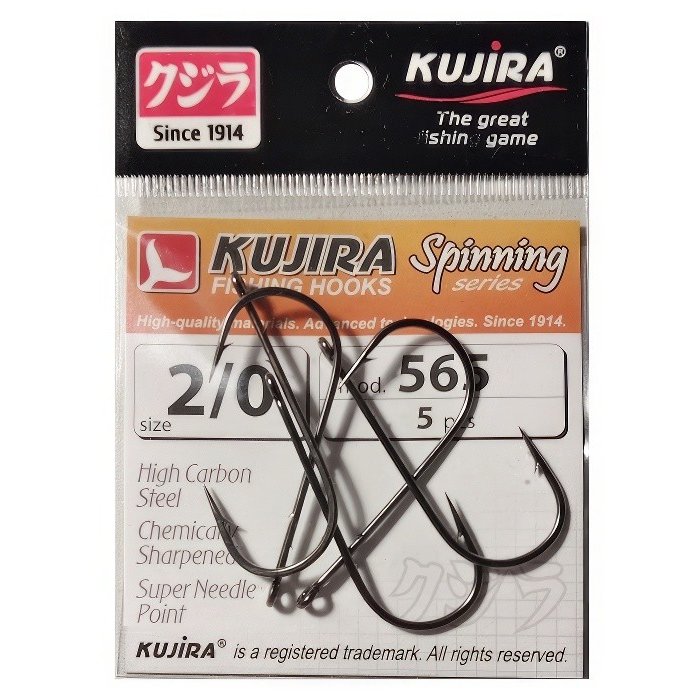 クジラ
Since 1914
KUJIRA®
The great
fishing game
KUJIRA Spinning
FISHING HOOKS series
High-quality materials. Advanced technologies. Since 1914.
size 2/0
mod. 565
5 pcs
High Carbon
Steel
Chemically
Sharpened
Super Needle
Point
クジラ
KUJIRA® is a registered trademark. All rights reserved.